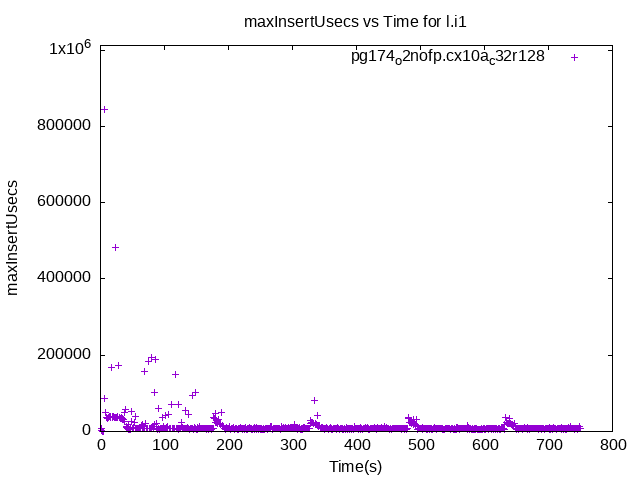 maxInsertUsecs vs Time for l.i1
1x10^6
pg174_o2nofp.cx10a_c32r128
800000
600000
maxInsertUsecs
400000
200000
0
0 100 200 300 400 500 600 700 800
Time(s)